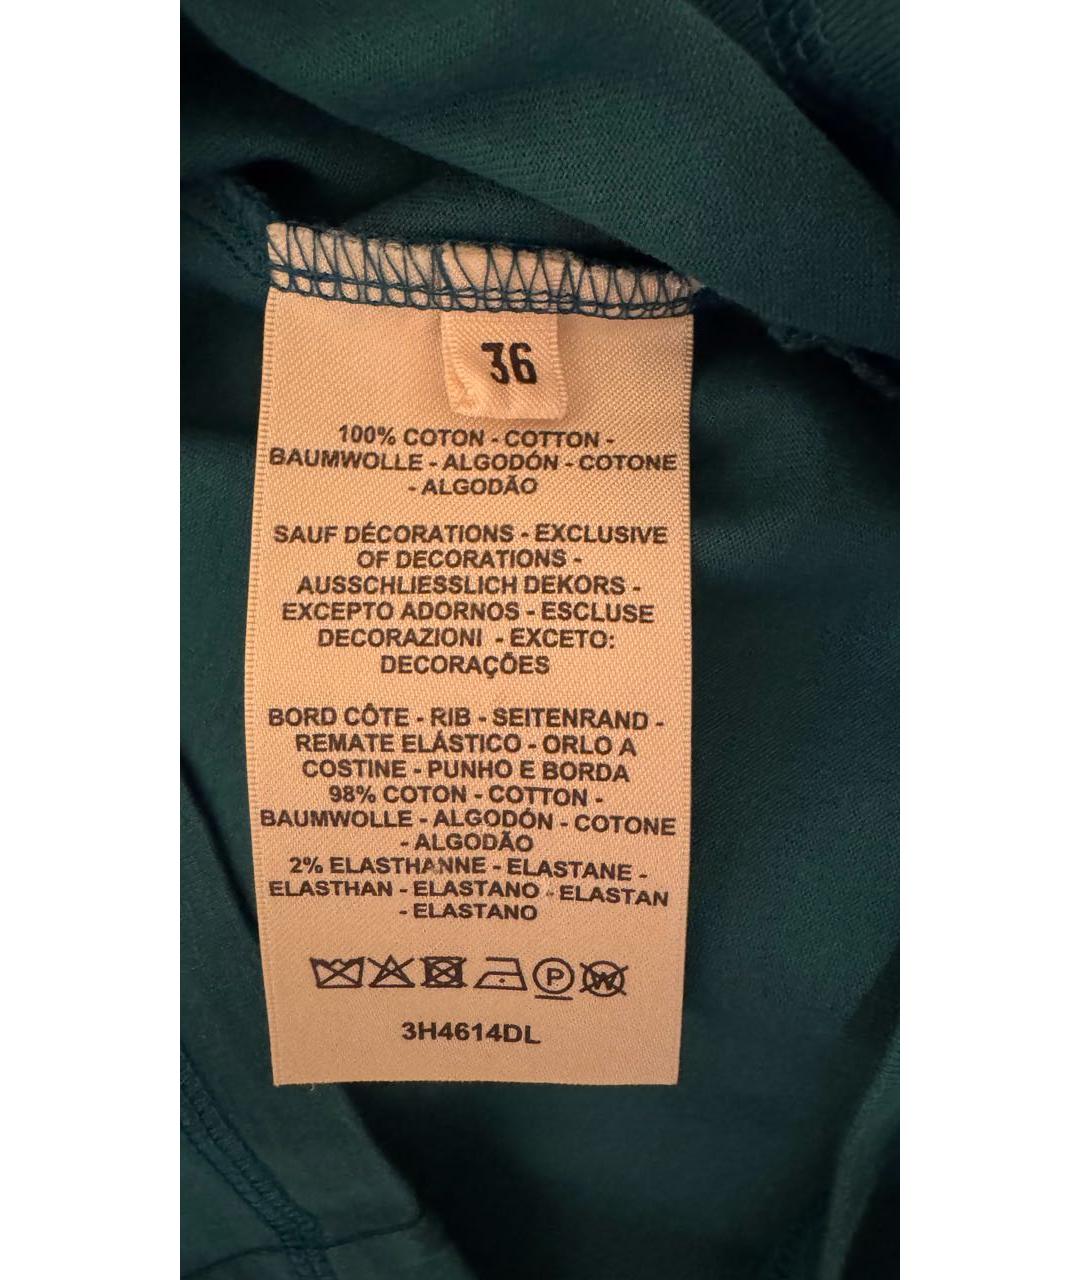 36
100% COTON - COTTON -
BAUMWOLLE - ALGODÓN - COTONE
- ALGODÃO
SAUF DÉCORATIONS - EXCLUSIVE
OF DECORATIONS -
AUSSCHLIESSLICH DEKORS -
EXCEPTO ADORNOS - ESCLUSE
DECORAZIONI - EXCETO:
DECORAÇÕES
BORD CÔTE - RIB - SEITENRAND -
REMATE ELÁSTICO - ORLO A
COSTINE - PUNHO E BORDA
98% COTON - COTTON -
BAUMWOLLE - ALGODÓN - COTONE
- ALGODÃO
2% ELASTHANNE - ELASTANE -
ELASTHAN - ELASTANO - ELASTAN
- ELASTANO
P W
3H4614DL